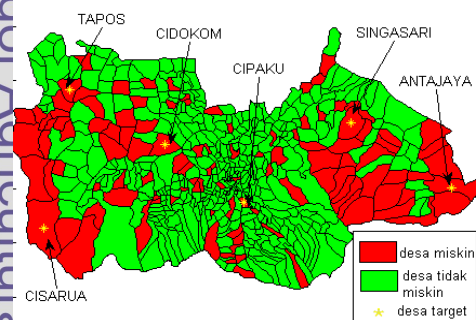 TAPOS
CIDOKOM
SINGASARI
CIPAKU
ANTAJAYA
CISARUA
desa miskin
desa tidak
miskin
desa target